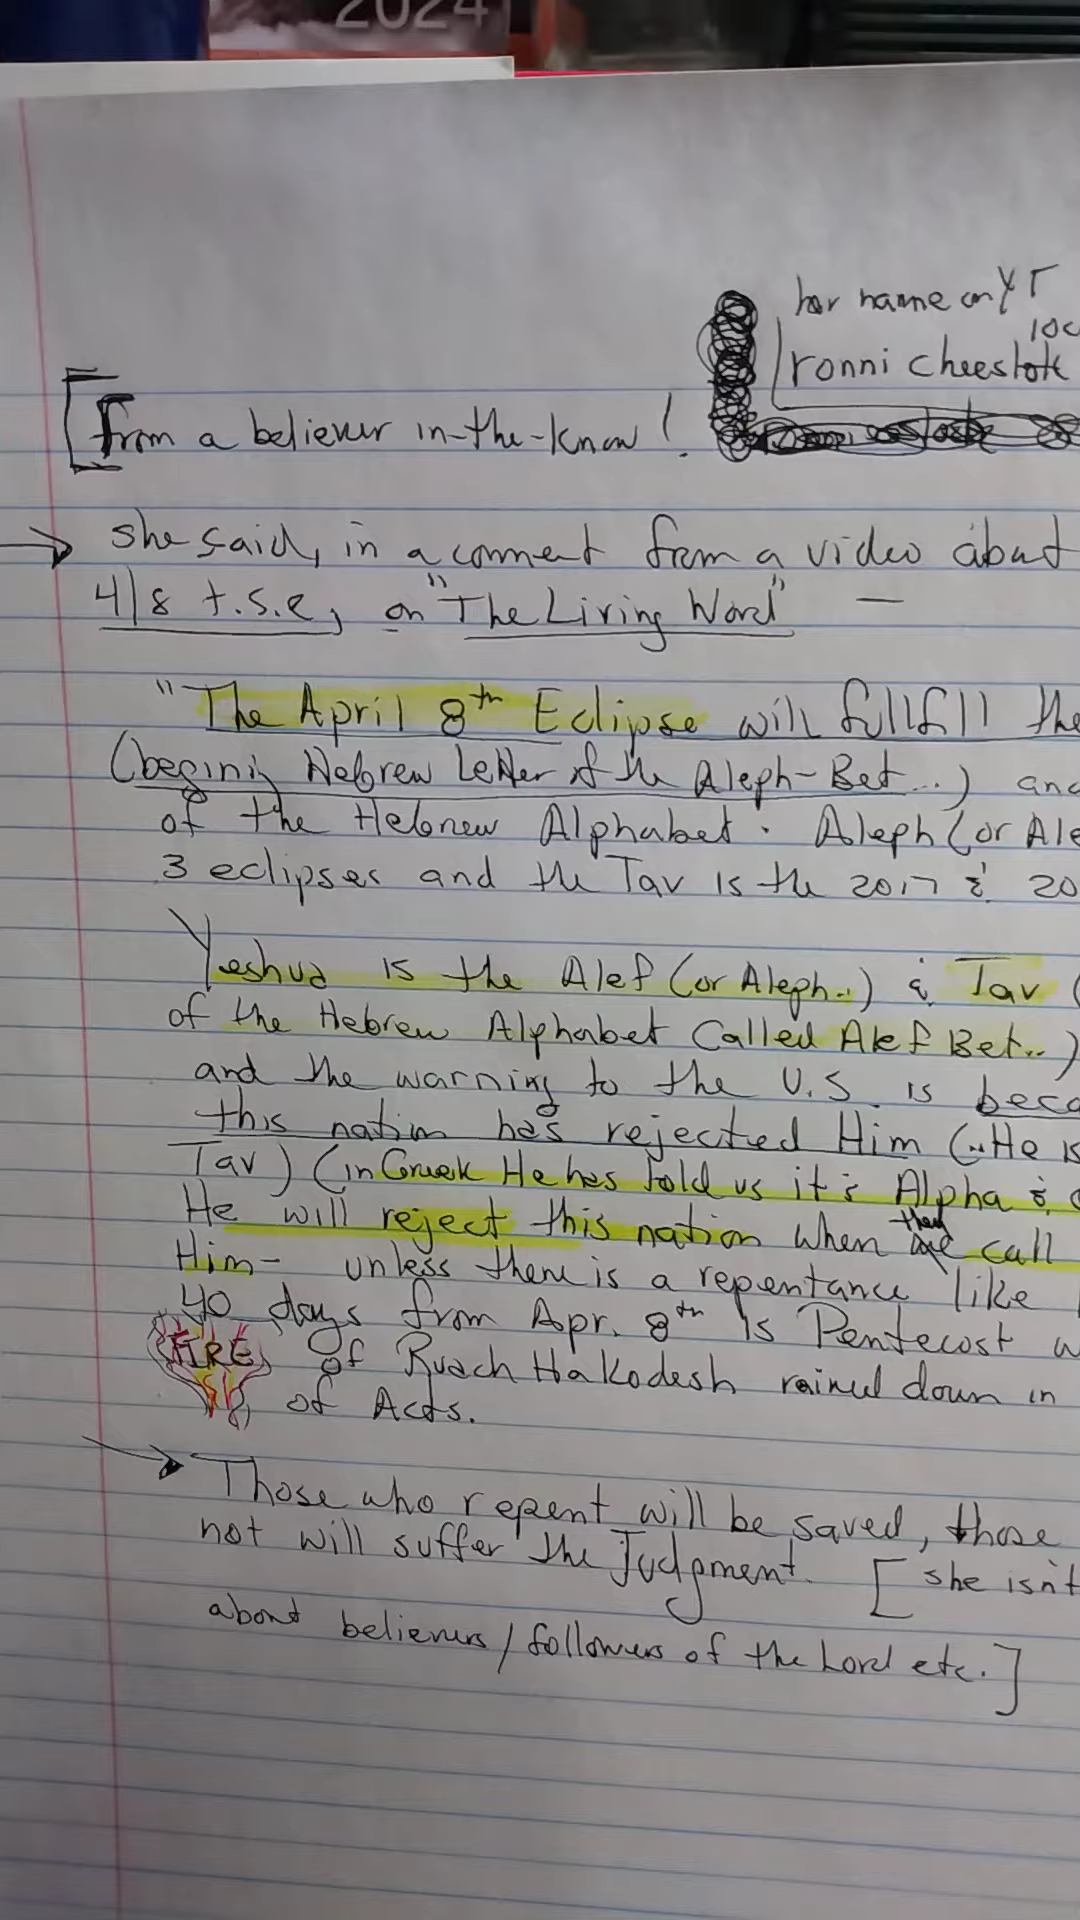 2024
her name on YT
ronni cheeslotk
[From a believer in-the-know!
→ she said, in a comment from a video about
4/8 t.s.e, on "The Living Word" —
"The April 8th Eclipse will fullfill the
(begining Hebrew Letter of the Aleph-Bet...) and
of the Hebrew Alphabet. Aleph (or Ale
3 eclipses and the Tav is the 2017 & 20
Yeshua is the Alef (or Aleph..) & Tav (
of the Hebrew Alphabet Called Alef Bet..)
and the warning to the U.S. is beca
this nation has rejected Him (..He is
Tav) (in Greek He has told us it's Alpha &
He will reject this nation when they call
Him - unless there is a repentance like
40 days from Apr. 8th is Pentecost w
FIRE of Ruach HaKodesh rained down in
of Acts.
→ Those who repent will be saved, those
not will suffer the Judgment. [she isn't
about believers/followers of the Lord etc.]